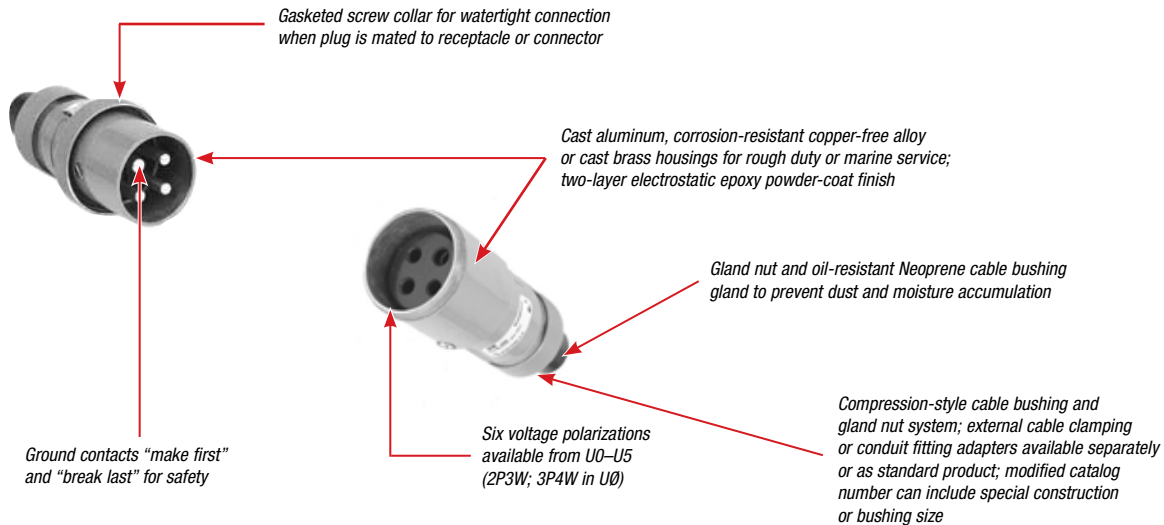 Gasketed screw collar for watertight connection
when plug is mated to receptacle or connector
Cast aluminum, corrosion-resistant copper-free alloy
or cast brass housings for rough duty or marine service;
two-layer electrostatic epoxy powder-coat finish
Gland nut and oil-resistant Neoprene cable bushing
gland to prevent dust and moisture accumulation
Ground contacts “make first”
and “break last” for safety
Six voltage polarizations
available from U0–U5
(2P3W; 3P4W in UØ)
Compression-style cable bushing and
gland nut system; external cable clamping
or conduit fitting adapters available separately
or as standard product; modified catalog
number can include special construction
or bushing size